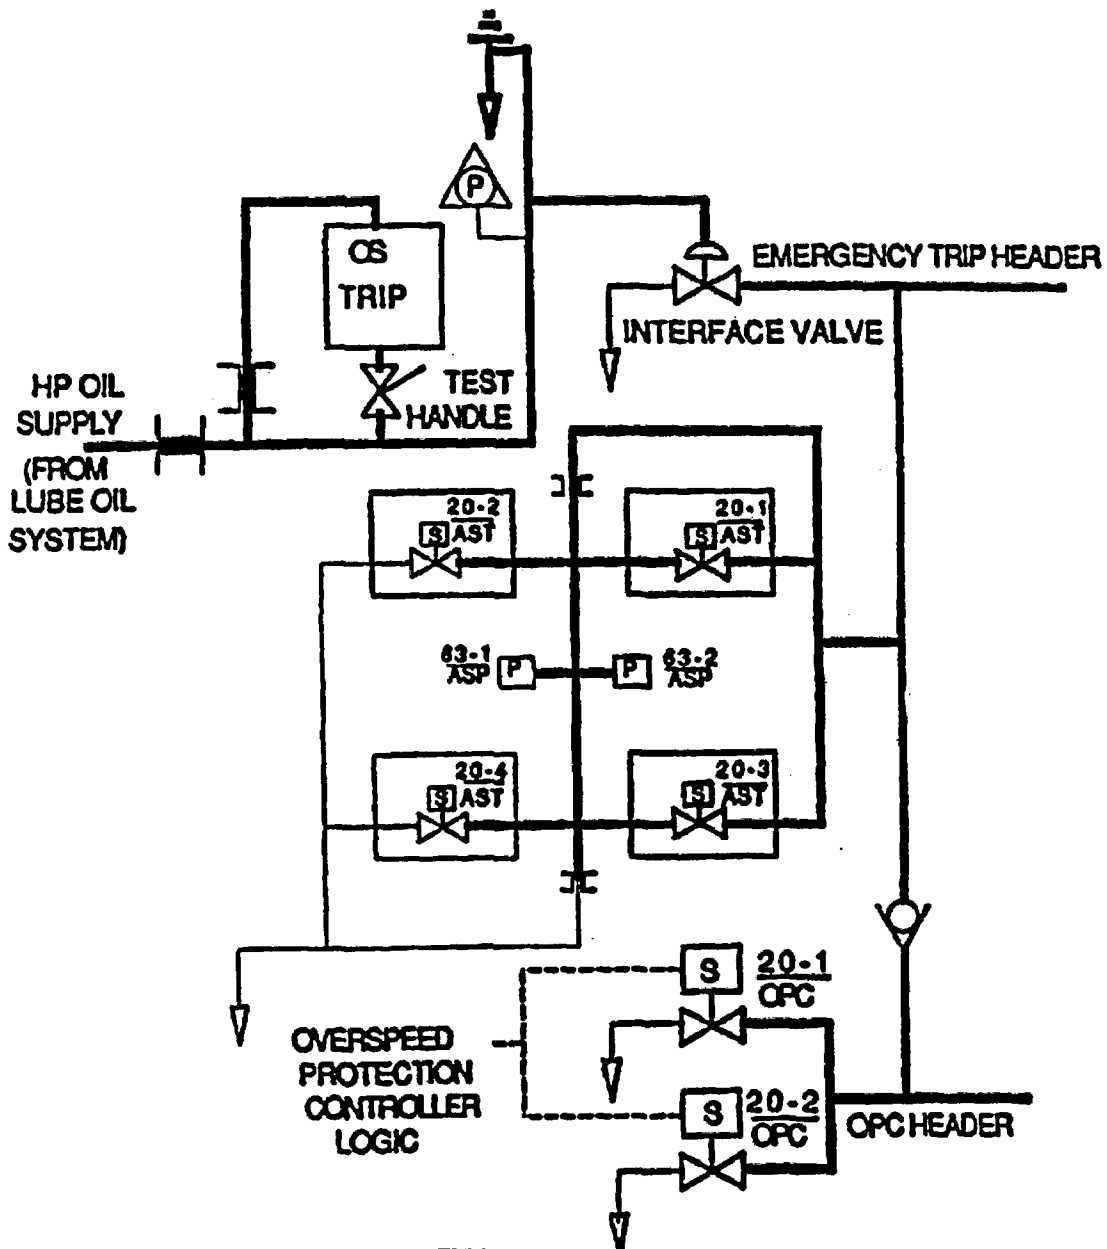 P
OS
TRIP
EMERGENCY TRIP HEADER
INTERFACE VALVE
HP OIL
SUPPLY
(FROM
LUBE OIL
SYSTEM)
TEST
HANDLE
20-2
S AST
20-1
S AST
63-1
ASP
P
P
63-2
ASP
20-4
S AST
20-3
S AST
S
20-1
OPC
OVERSPEED
PROTECTION
CONTROLLER
LOGIC
S
20-2
OPC
OPC HEADER